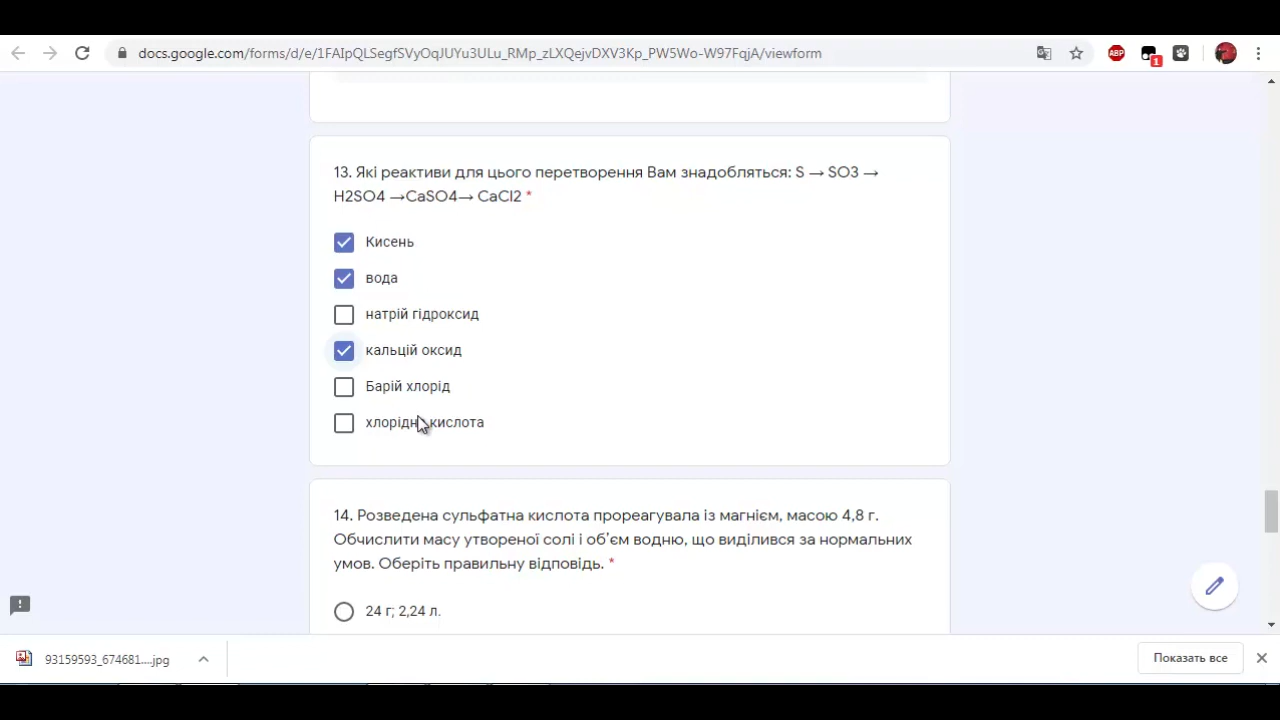 docs.google.com/forms/d/e/1FAIpQLSegfSVyOqJUYu3ULu_RMp_zLXQejvDXV3Kp_PW5Wo-W97FqjA/viewform
ABP
1
13. Які реактиви для цього перетворення Вам знадобляться: S → SO3 →
H2SO4 →CaSO4→ CaCl2 *
Кисень
вода
натрій гідроксид
кальцій оксид
Барій хлорід
хлорідна кислота
14. Розведена сульфатна кислота прореагувала із магнієм, масою 4,8 г.
Обчислити масу утвореної солі і об’єм водню, що виділився за нормальних
умов. Оберіть правильну відповідь. *
24 г; 2,24 л.
93159593_674681....jpg
Показать все